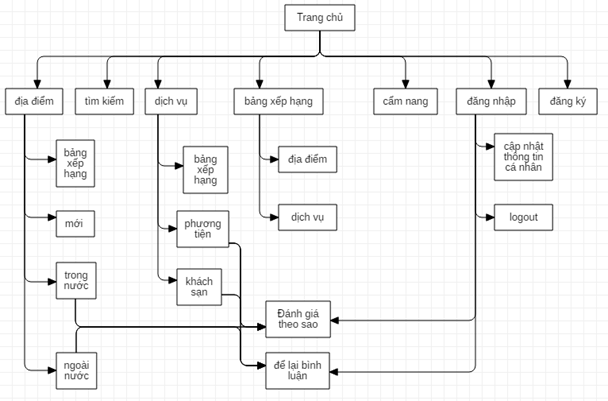 Trang chủ
địa điểm
tìm kiếm
dịch vụ
bảng xếp hạng
cẩm nang
đăng nhập
đăng ký
bảng
xếp
hạng
mới
trong
nước
ngoài
nước
bảng
xếp
hạng
phương
tiện
khách
sạn
địa điểm
dịch vụ
Đánh giá
theo sao
để lại bình
luận
cập nhật
thông tin
cá nhân
logout